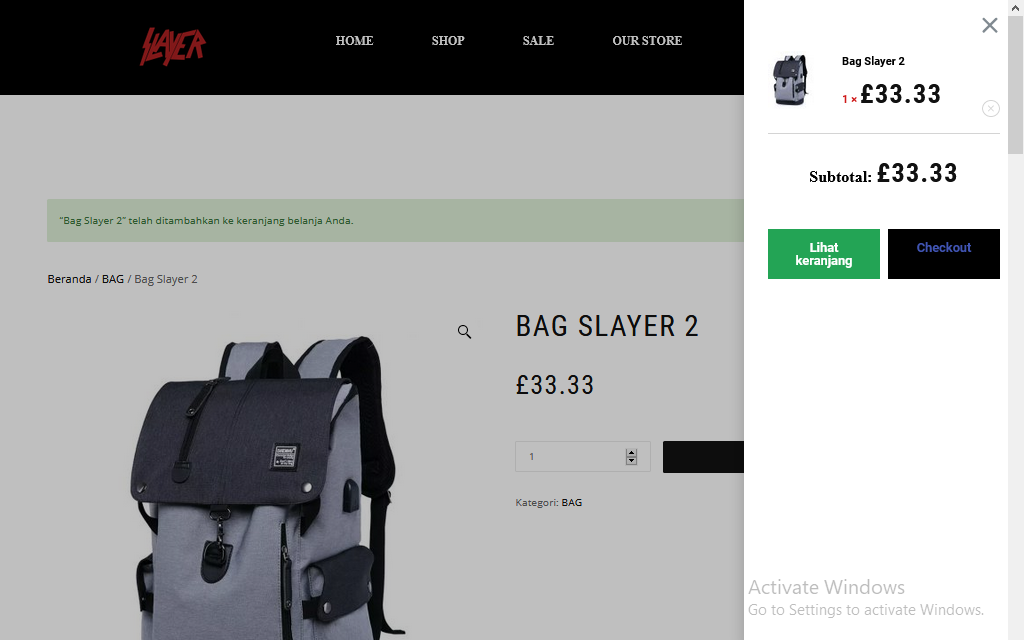 SLAYER
HOME
SHOP
SALE
OUR STORE
"Bag Slayer 2" telah ditambahkan ke keranjang belanja Anda.
Beranda / BAG / Bag Slayer 2
BAG SLAYER 2
£33.33
1
Kategori: BAG
Bag Slayer 2
1 × £33.33
Subtotal: £33.33
Lihat
keranjang
Checkout
Activate Windows
Go to Settings to activate Windows.